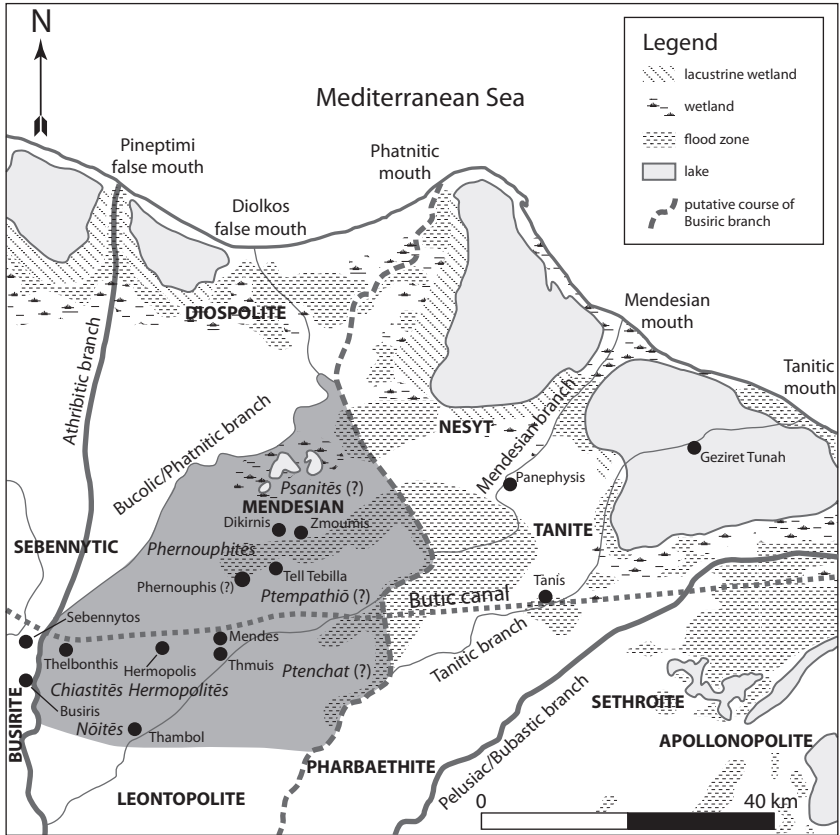 N
Legend
lacustrine wetland
wetland
flood zone
lake
putative course of
Busiric branch
Mediterranean Sea
Pineptimi
false mouth
Phatnitic
mouth
Diolkos
false mouth
Mendesian
mouth
Tanitic
mouth
DIOSPOLITE
Athribitic branch
Bucolic/Phatnitic branch
NESYT
Mendesian branch
Geziret Tunah
Panephysis
Psanitēs (?)
MENDESIAN
Dikirnis
Zmoumis
TANITE
SEBENNYTIC
Phernouphitēs
Phernouphis (?)
Tell Tebilla
Ptempathiō (?)
Butic canal
Tanis
Sebennytos
Mendes
Thelbonthis
Hermopolis
Thmuis
Tanitic branch
Ptenchat (?)
Chiastitēs Hermopolitēs
Busiris
BUSIRITE
Nōitēs
Thambol
SETHROITE
Pelusiac/Bubastic branch
APOLLONOPOLITE
PHARBAETHITE
LEONTOPOLITE
0
40 km